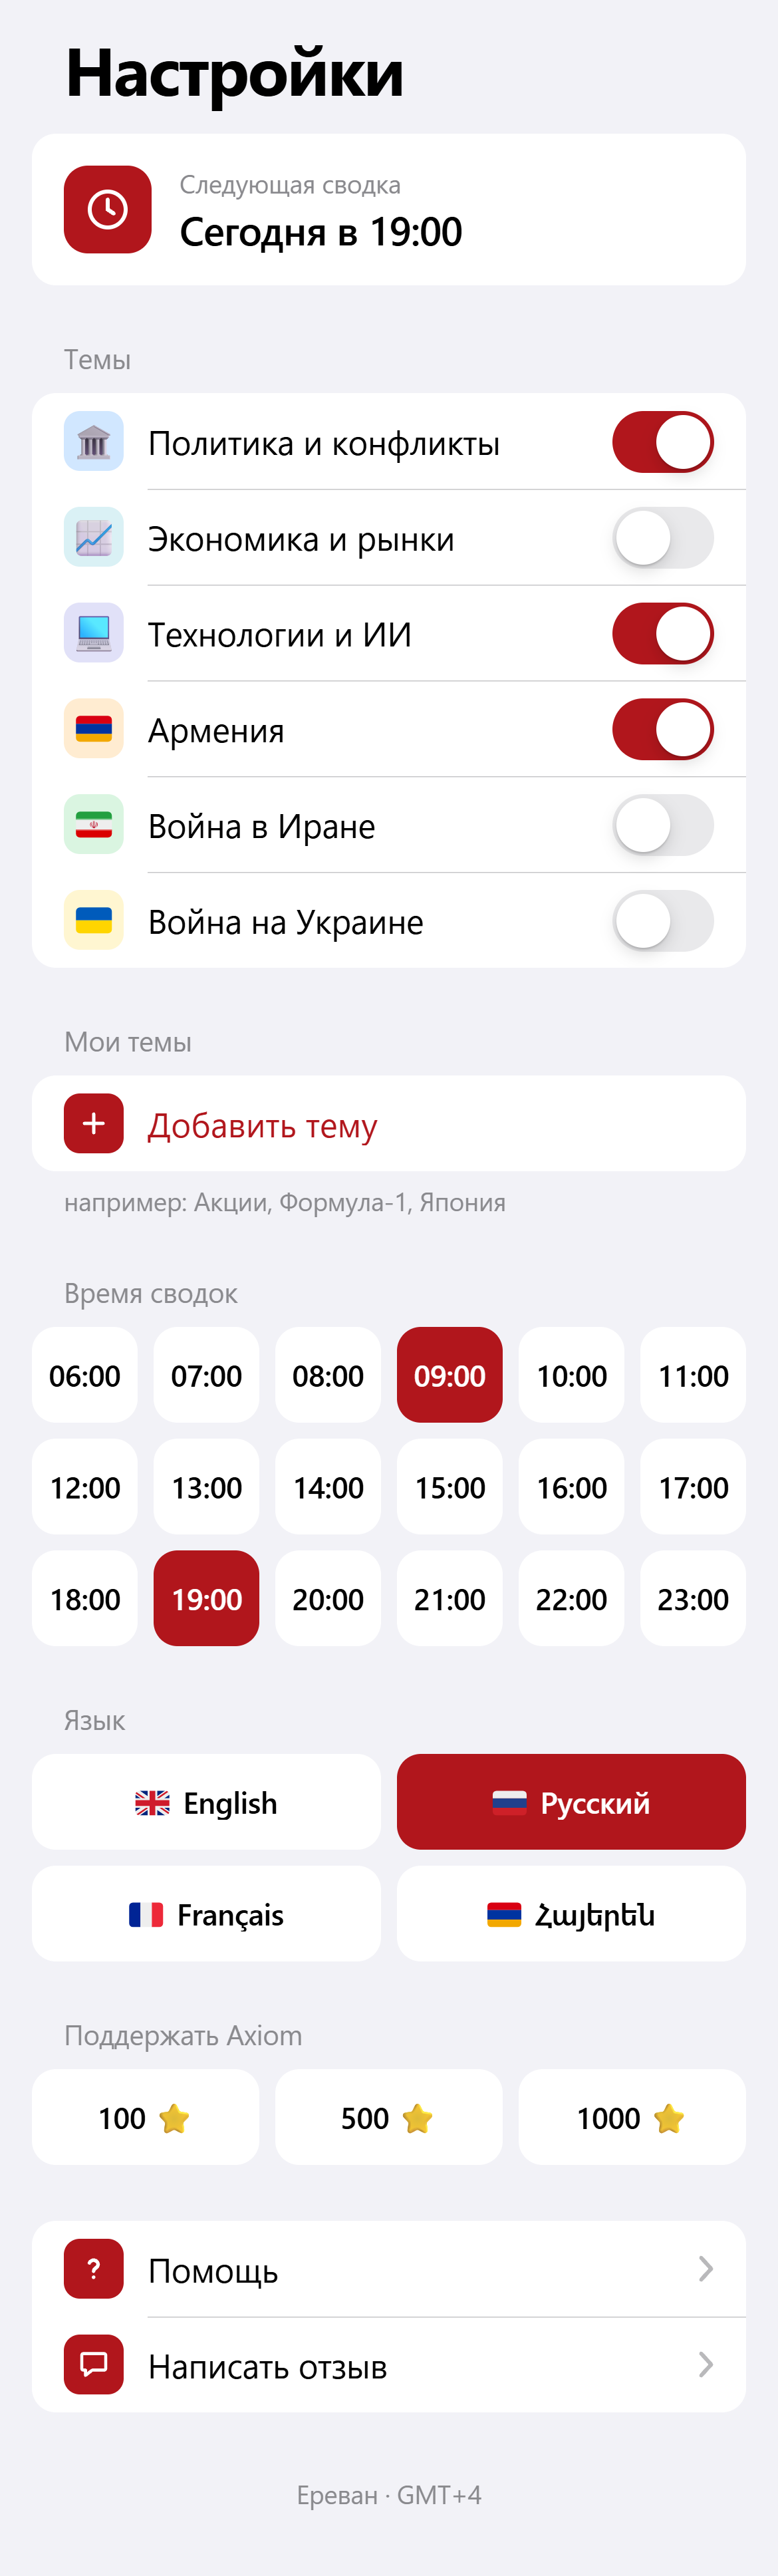 Настройки
Следующая сводка
Сегодня в 19:00
Темы
Политика и конфликты
Экономика и рынки
Технологии и ИИ
Армения
Война в Иране
Война на Украине
Мои темы
Добавить тему
например: Акции, Формула-1, Япония
Время сводок
06:00 07:00 08:00 09:00 10:00 11:00
12:00 13:00 14:00 15:00 16:00 17:00
18:00 19:00 20:00 21:00 22:00 23:00
Язык
English Русский
Français Հայերեն
Поддержать Axiom
100 500 1000
? Помощь
Написать отзыв
Ереван · GMT+4